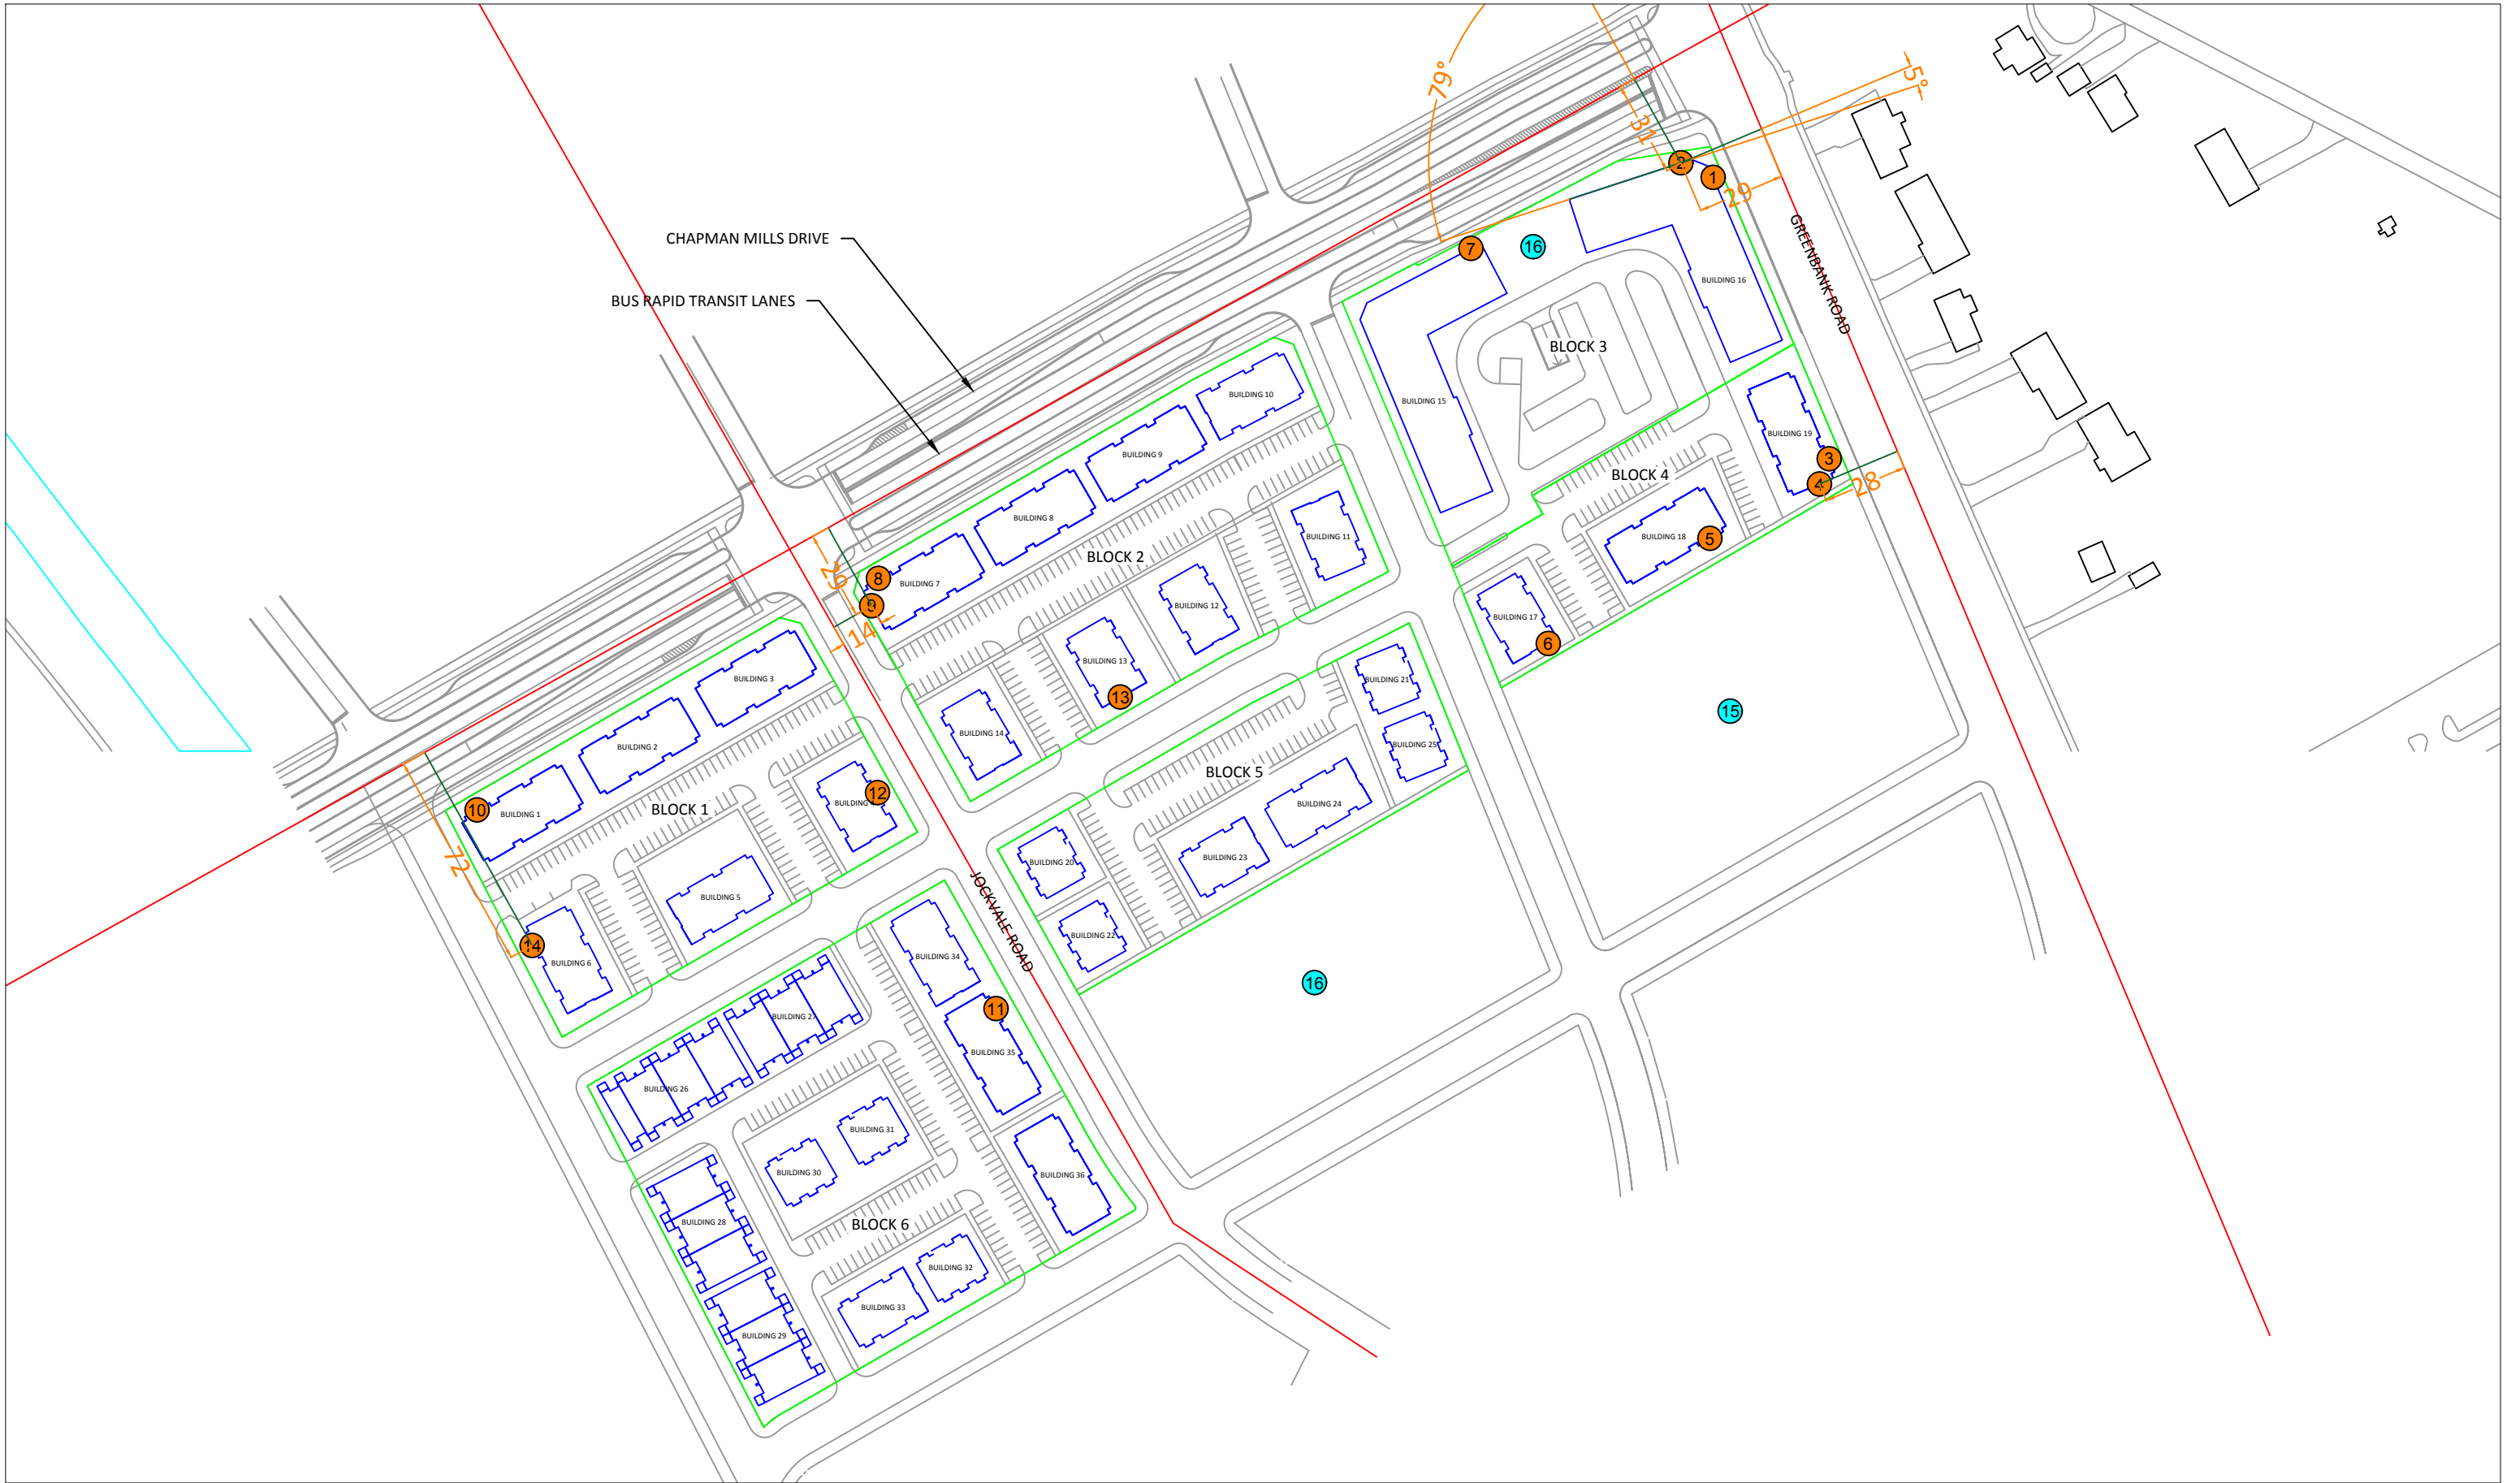 79°
5°
31
2
1
29
GREENBANK ROAD
CHAPMAN MILLS DRIVE
7
16
BUILDING 16
BUS RAPID TRANSIT LANES
BLOCK 3
BUILDING 10
BUILDING 15
BUILDING 19
BUILDING 9
3
BLOCK 4
4
28
BUILDING 8
BUILDING 11
BUILDING 18
5
BLOCK 2
26
8
BUILDING 7
9
14
BUILDING 12
BUILDING 17
6
BUILDING 13
13
BUILDING 3
BUILDING 21
15
BUILDING 14
BUILDING 2
BUILDING 25
BLOCK 5
12
BUILDING
10
BUILDING 1
BLOCK 1
BUILDING 24
72
BUILDING 23
BUILDING 20
BUILDING 5
JOCKVALE ROAD
BUILDING 22
14
BUILDING 6
BUILDING 34
16
11
BUILDING 27
BUILDING 35
BUILDING 26
BUILDING 31
BUILDING 30
BUILDING 36
BUILDING 28
BLOCK 6
BUILDING 32
BUILDING 33
BUILDING 29